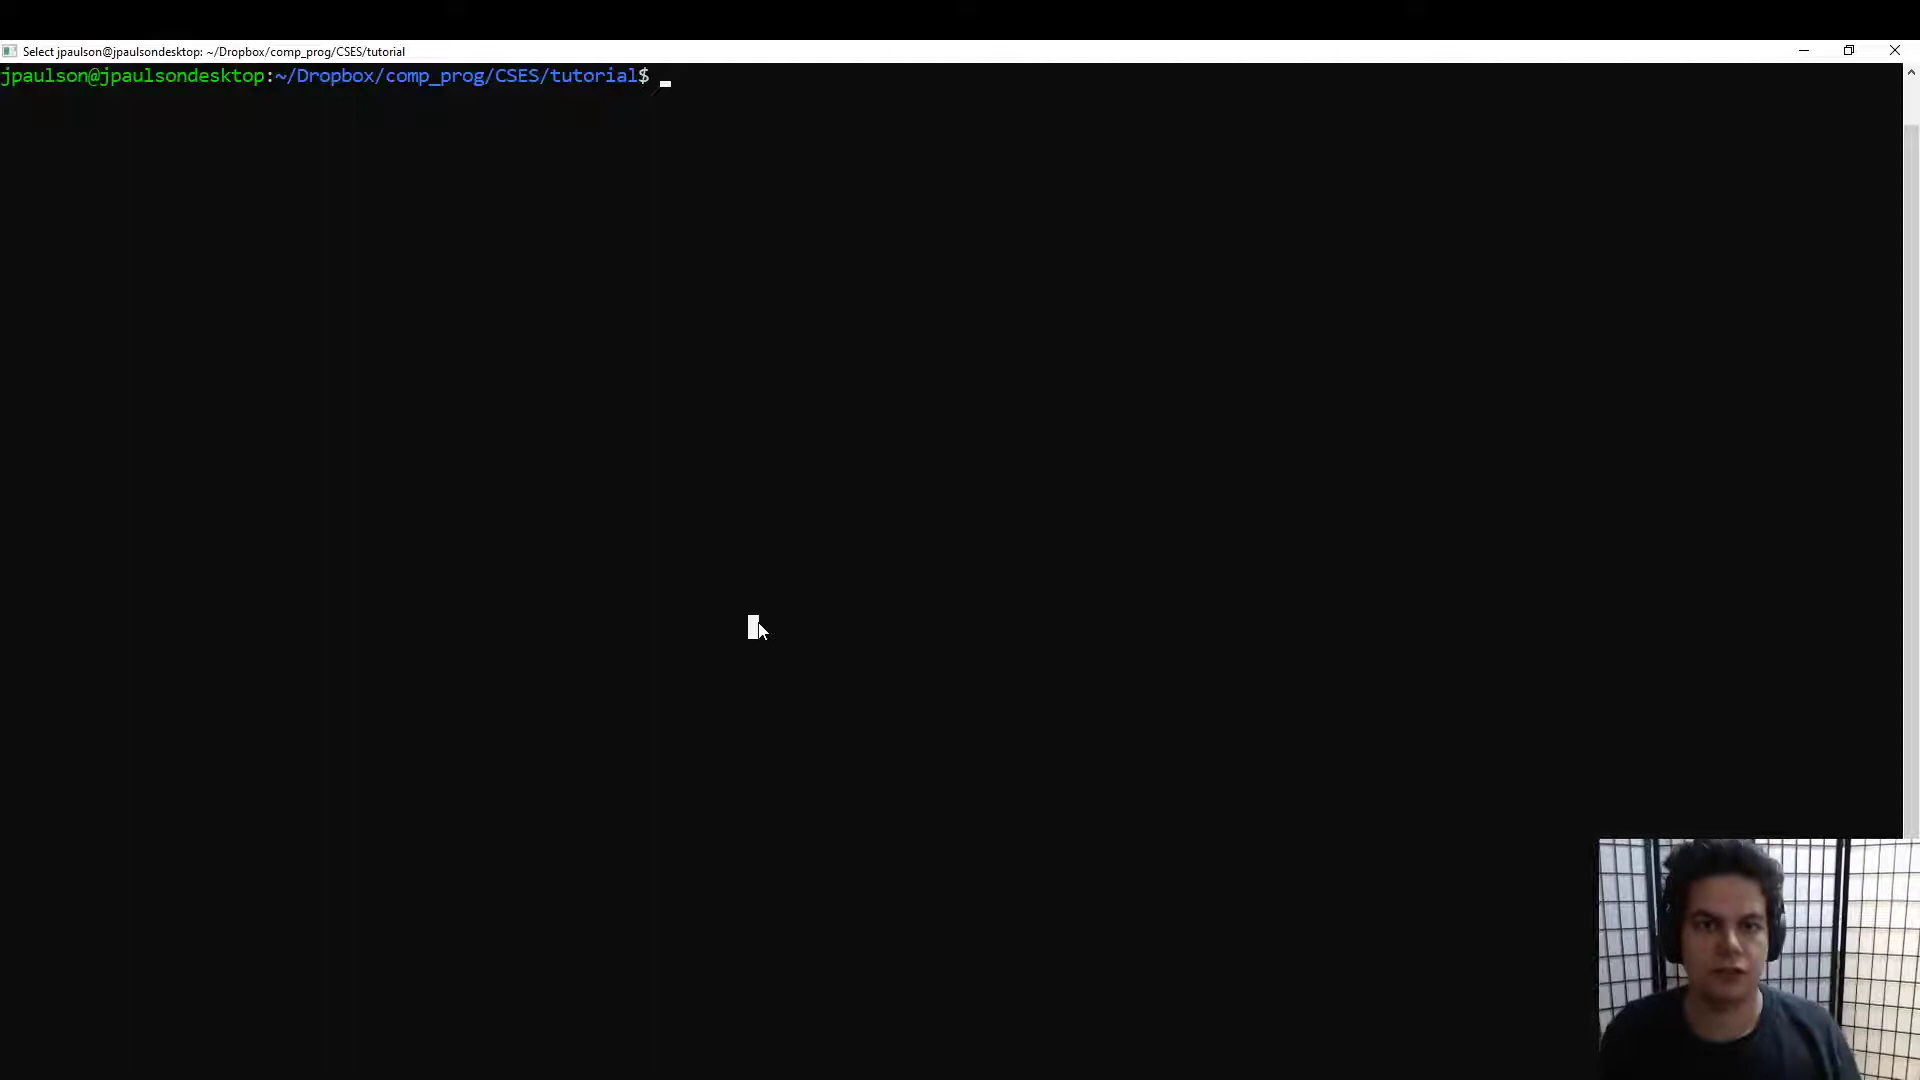 Select jpaulson@jpaulsondesktop: ~/Dropbox/comp_prog/CSES/tutorial
jpaulson@jpaulsondesktop:~/Dropbox/comp_prog/CSES/tutorial$